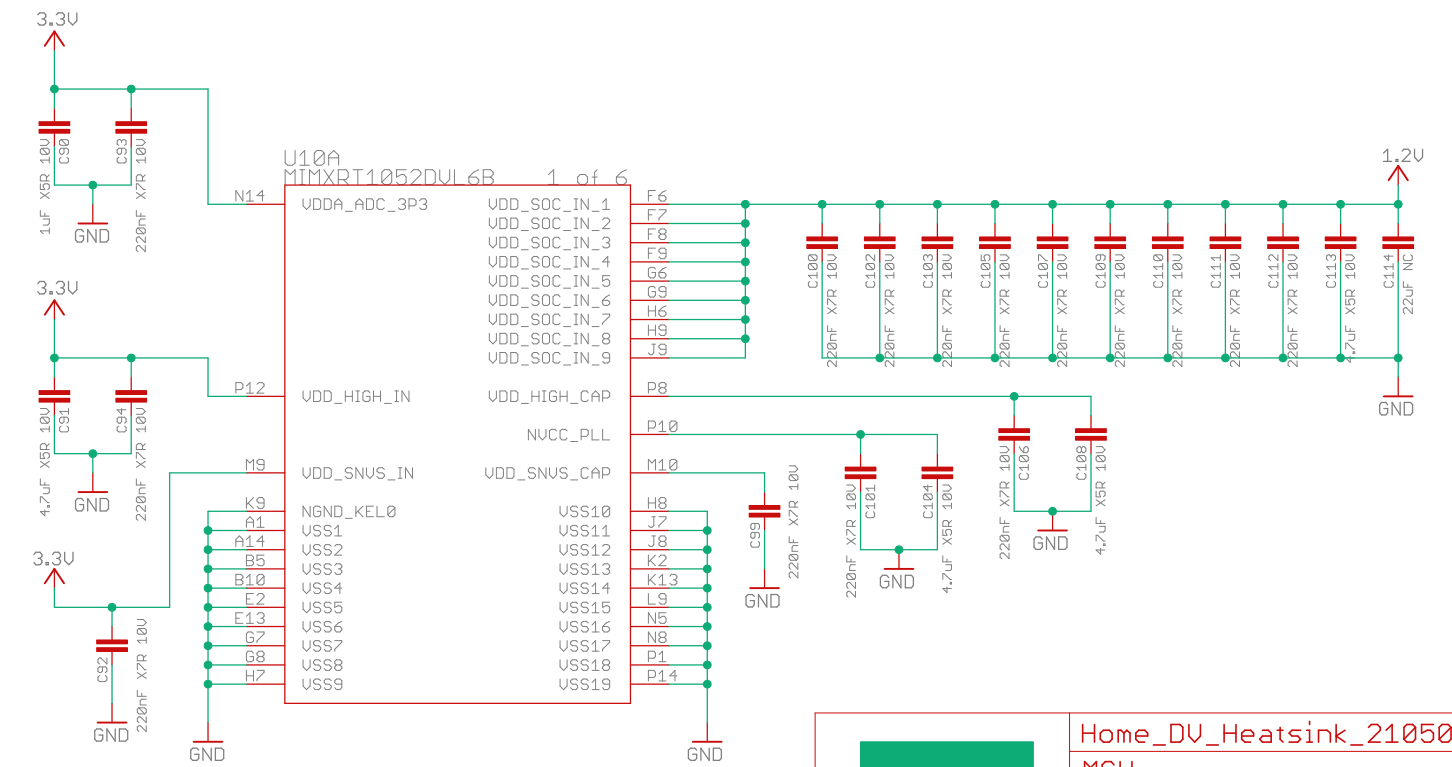 3.3V
C90
1uF X5R 10V
C93
220nF X7R 10V
GND
3.3V
C91
4.7uF X5R 10V
C94
220nF X7R 10V
GND
3.3V
C92
220nF X7R 10V
GND
U10A
MIMXRT1052DVL6B 1 of 6
N14 VDDA_ADC_3P3 VDD_SOC_IN_1 F6
VDD_SOC_IN_2 F7
VDD_SOC_IN_3 F8
VDD_SOC_IN_4 F9
VDD_SOC_IN_5 G6
VDD_SOC_IN_6 G9
VDD_SOC_IN_7 H6
VDD_SOC_IN_8 H9
VDD_SOC_IN_9 J9
P12 VDD_HIGH_IN VDD_HIGH_CAP P8
NVCC_PLL P10
M9 VDD_SNVS_IN VDD_SNVS_CAP M10
K9 NGND_KEL0 VSS10 H8
A1 VSS1 VSS11 J7
A14 VSS2 VSS12 J8
B5 VSS3 VSS13 K2
B10 VSS4 VSS14 K13
E2 VSS5 VSS15 L9
E13 VSS6 VSS16 N5
G7 VSS7 VSS17 N8
G8 VSS8 VSS18 P1
H7 VSS9 VSS19 P14
GND
GND
1.2V
C100
220nF X7R 10V
C102
220nF X7R 10V
C103
220nF X7R 10V
C105
220nF X7R 10V
C107
220nF X7R 10V
C109
220nF X7R 10V
C110
220nF X7R 10V
C111
220nF X7R 10V
C112
220nF X7R 10V
C113
4.7uF X5R 10V
C114
22uF NC
GND
C99
220nF X7R 10V
GND
C101
220nF X7R 10V
C104
4.7uF X5R 10V
GND
C106
220nF X7R 10V
C108
4.7uF X5R 10V
GND
Home_DV_Heatsink_21050
MCU